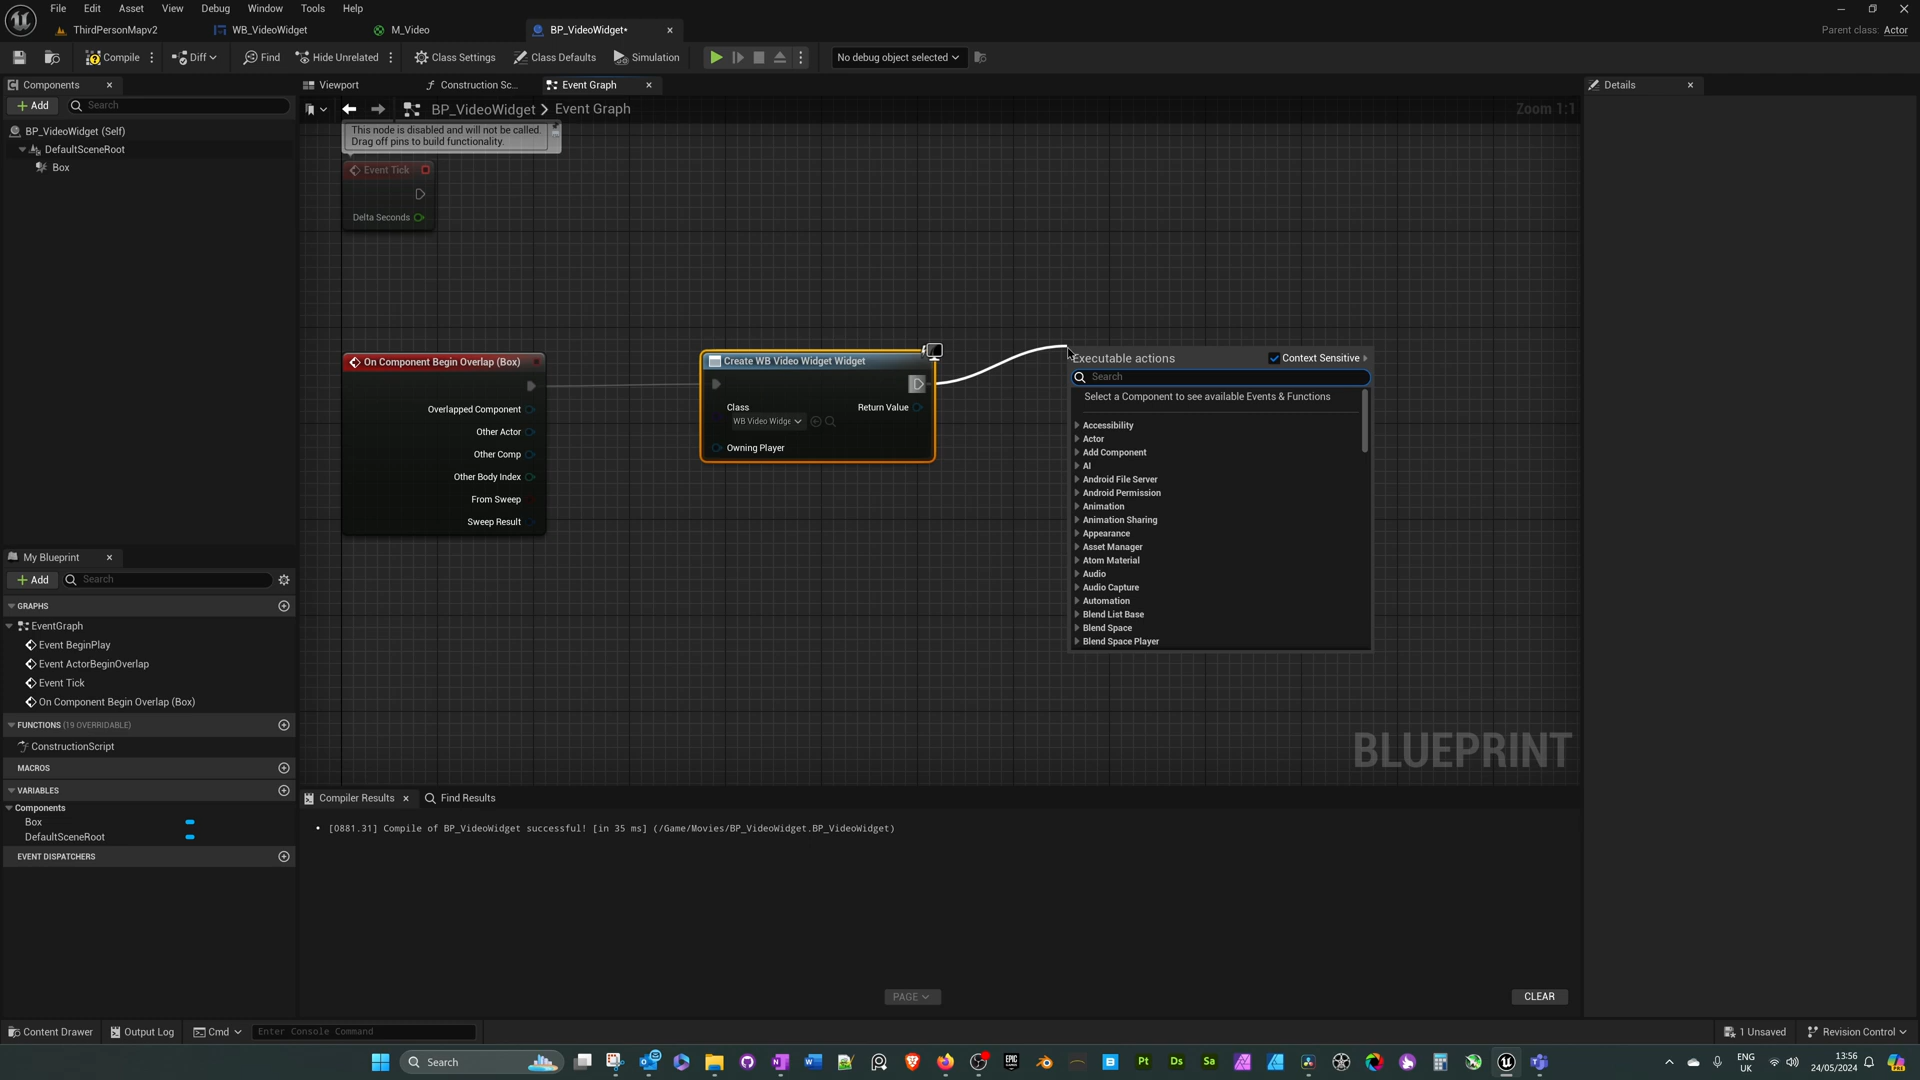 File Edit Asset View Debug Window Tools Help
ThirdPersonMapv2 WB_VideoWidget M_Video BP_VideoWidget*
Parent class: Actor
Compile Diff Find Hide Unrelated Class Settings Class Defaults Simulation No debug object selected
Components
Viewport Construction Sc... Event Graph
Details
Add Search
BP_VideoWidget > Event Graph
Zoom 1:1
BP_VideoWidget (Self)
DefaultSceneRoot
Box
This node is disabled and will not be called.
Drag off pins to build functionality.
Event Tick
Delta Seconds
On Component Begin Overlap (Box)
Overlapped Component
Other Actor
Other Comp
Other Body Index
From Sweep
Sweep Result
Create WB Video Widget Widget
Class
Return Value
WB Video Widge
Owning Player
Executable actions
Context Sensitive
Search
Select a Component to see available Events & Functions
Accessibility
Actor
Add Component
AI
Android File Server
Android Permission
Animation
Animation Sharing
Appearance
Asset Manager
Atom Material
Audio
Audio Capture
Automation
Blend List Base
Blend Space
Blend Space Player
BLUEPRINT
My Blueprint
Add Search
GRAPHS
EventGraph
Event BeginPlay
Event ActorBeginOverlap
Event Tick
On Component Begin Overlap (Box)
FUNCTIONS (19 OVERRIDABLE)
ConstructionScript
MACROS
VARIABLES
Components
Box
DefaultSceneRoot
EVENT DISPATCHERS
Compiler Results Find Results
[0881.31] Compile of BP_VideoWidget successful! [in 35 ms] (/Game/Movies/BP_VideoWidget.BP_VideoWidget)
PAGE
CLEAR
Content Drawer Output Log Cmd Enter Console Command
1 Unsaved Revision Control
Search
Pt Ds Sa
ENG
UK
13:56
24/05/2024